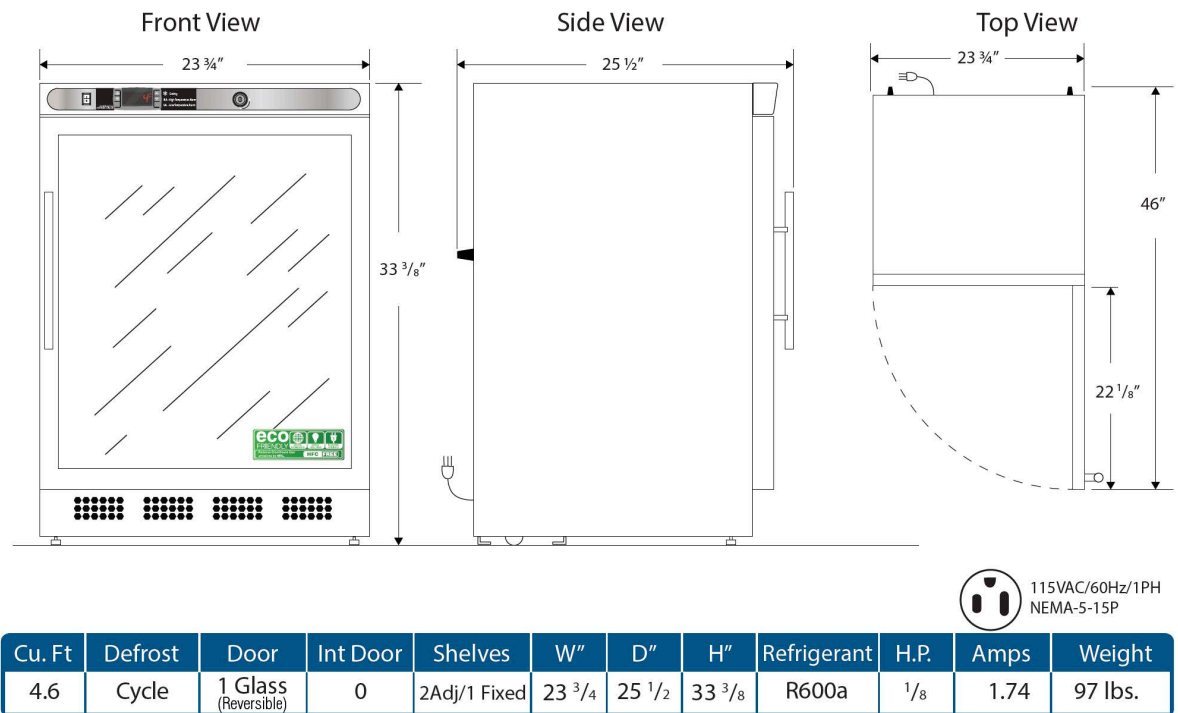 Front View
Side View
Top View
23 ¾”
25 ½”
23 ¾”
33 ³/₈”
46”
22 ¹/₈”
eco
FRIENDLY
HFC
115VAC/60Hz/1PH
NEMA-5-15P
Cu. Ft Defrost Door Int Door Shelves W” D” H” Refrigerant H.P. Amps Weight
4.6 Cycle 1 Glass (Reversible) 0 2Adj/1 Fixed 23 ³/₄ 25 ¹/₂ 33 ³/₈ R600a ¹/₈ 1.74 97 lbs.